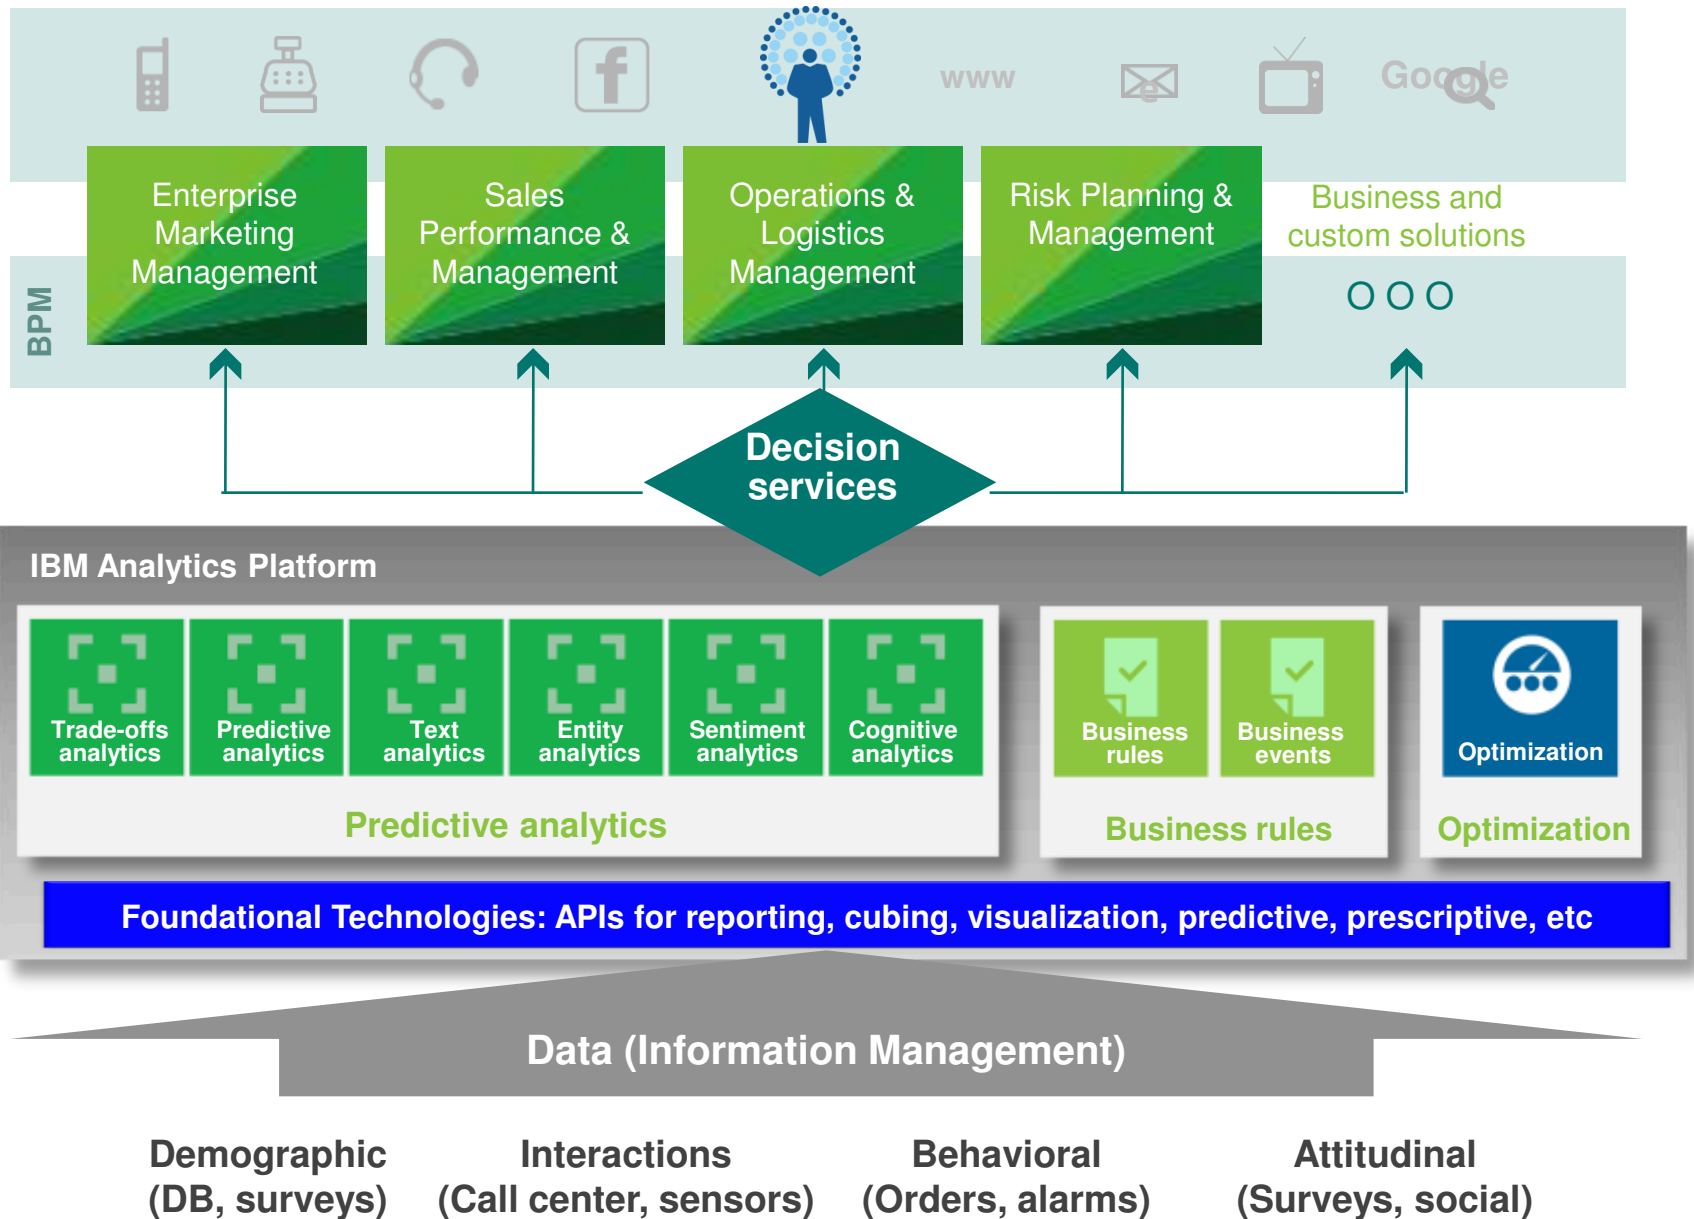 f
www
e
Google
Enterprise
Marketing
Management
Sales
Performance &
Management
Operations &
Logistics
Management
Risk Planning &
Management
Business and
custom solutions
O O O
BPM
Decision
services
IBM Analytics Platform
Trade-offs
analytics
Predictive
analytics
Text
analytics
Entity
analytics
Sentiment
analytics
Cognitive
analytics
Business
rules
Business
events
Optimization
Predictive analytics
Business rules
Optimization
Foundational Technologies: APIs for reporting, cubing, visualization, predictive, prescriptive, etc
Data (Information Management)
Demographic
(DB, surveys)
Interactions
(Call center, sensors)
Behavioral
(Orders, alarms)
Attitudinal
(Surveys, social)